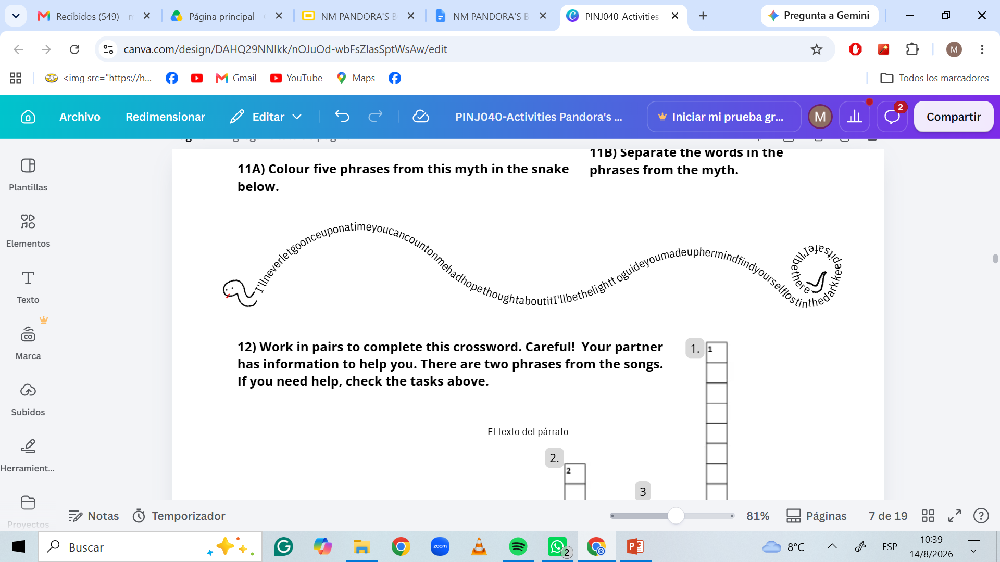 Recibidos (549) - m
Página principal -
NM PANDORA'S B
NM PANDORA'S B
PINJ040-Activities
Pregunta a Gemini
canva.com/design/DAHQ29NNIkk/nOJuOd-wbFsZlasSptWsAw/edit
M
<img src="https://h...
Gmail
YouTube
Maps
Todos los marcadores
Archivo
Redimensionar
Editar
PINJ040-Activities Pandora's ...
Iniciar mi prueba gr...
M
2
Compartir
Plantillas
Elementos
Texto
Marca
Subidos
Herramient...
Proyectos
11A) Colour five phrases from this myth in the snake
below.
11B) Separate the words in the
phrases from the myth.
I'llneverletgoonceuponatimeyoucancountonmehadhopethoughtaboutitI'llbethelightt oguideyoumadeuphermindfindyourselflostinthedarkkeepitsafeI'llbethere
12) Work in pairs to complete this crossword. Careful!  Your partner
has information to help you. There are two phrases from the songs.
If you need help, check the tasks above.
1.
1
El texto del párrafo
2.
2
3
Notas
Temporizador
81%
Páginas
7 de 19
Buscar
zoom
2
8°C
ESP
10:39
14/8/2026